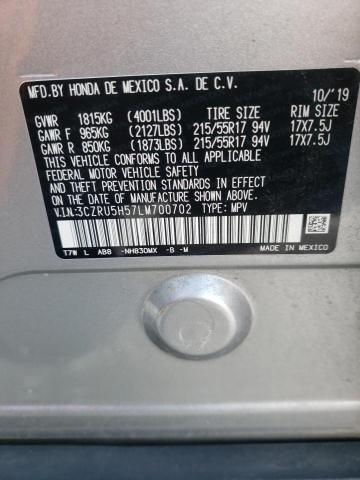 MFD.BY HONDA DE MEXICO S.A. DE C.V.
10/'19
GVWR 1815KG (4001LBS) TIRE SIZE RIM SIZE
GAWR F 965KG (2127LBS) 215/55R17 94V 17X7.5J
GAWR R 850KG (1873LBS) 215/55R17 94V 17X7.5J
THIS VEHICLE CONFORMS TO ALL APPLICABLE
FEDERAL MOTOR VEHICLE SAFETY AND THEFT
PREVENTION STANDARDS IN EFFECT ON THE
DATE OF MANUFACTURE SHOWN ABOVE.
V.I.N:3CZRU5H57LM700702 TYPE: MPV
T7W L ABB -NH830MX -B -M MADE IN MEXICO